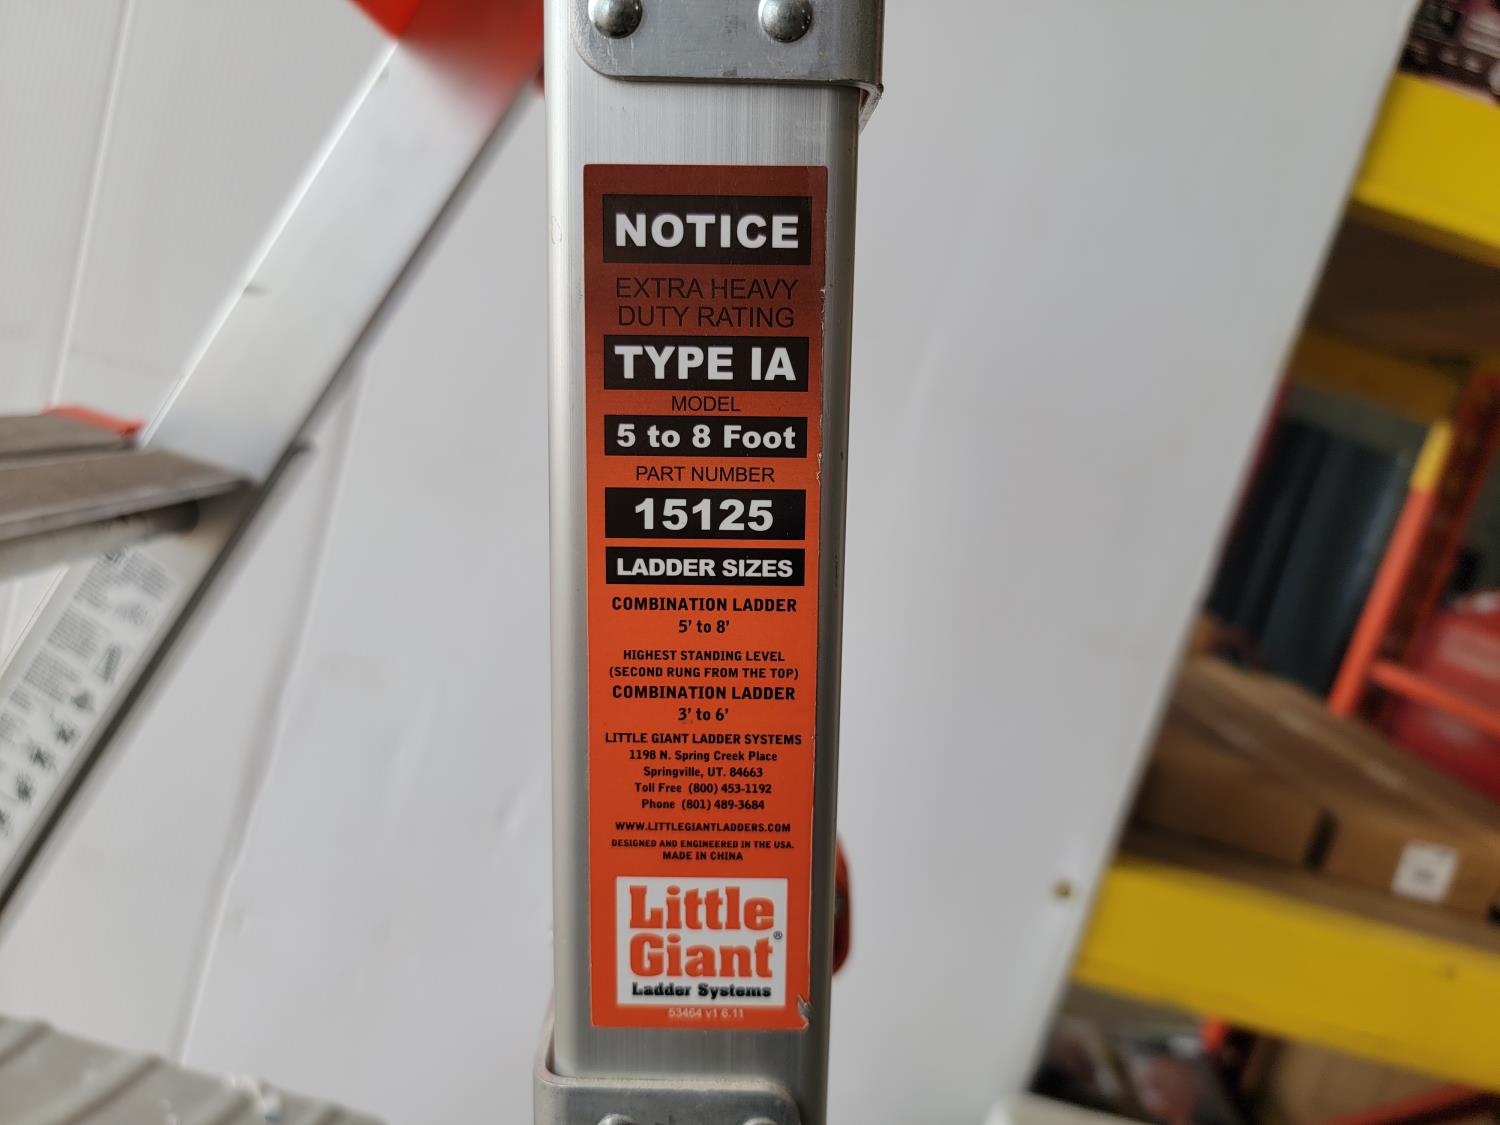 NOTICE
EXTRA HEAVY
DUTY RATING
TYPE IA
MODEL
5 to 8 Foot
PART NUMBER
15125
LADDER SIZES
COMBINATION LADDER
5' to 8'
HIGHEST STANDING LEVEL
(SECOND RUNG FROM THE TOP)
COMBINATION LADDER
3' to 6'
LITTLE GIANT LADDER SYSTEMS
1198 N. Spring Creek Place
Springville, UT. 84663
Toll Free (800) 453-1192
Phone (801) 489-3684
WWW.LITTLEGIANTLADDERS.COM
DESIGNED AND ENGINEERED IN THE USA.
MADE IN CHINA
Little
Giant®
Ladder Systems
53464 v1 6.11